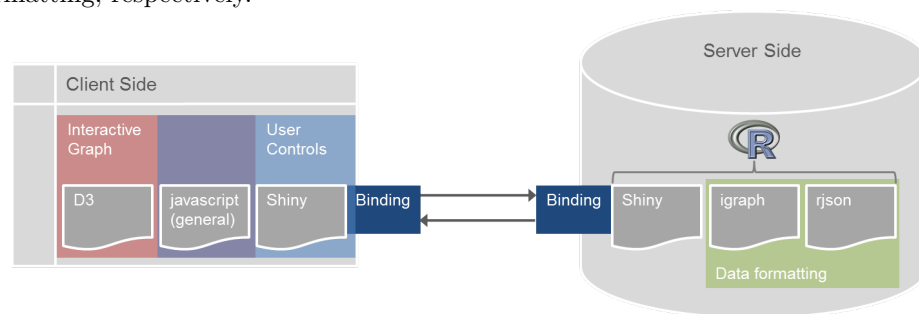 rmatting, respectively.
Server Side
Client Side
Interactive
Graph
User
Controls
R
D3
javascript
(general)
Shiny
Binding
Binding
Shiny
igraph
rjson
Data formatting